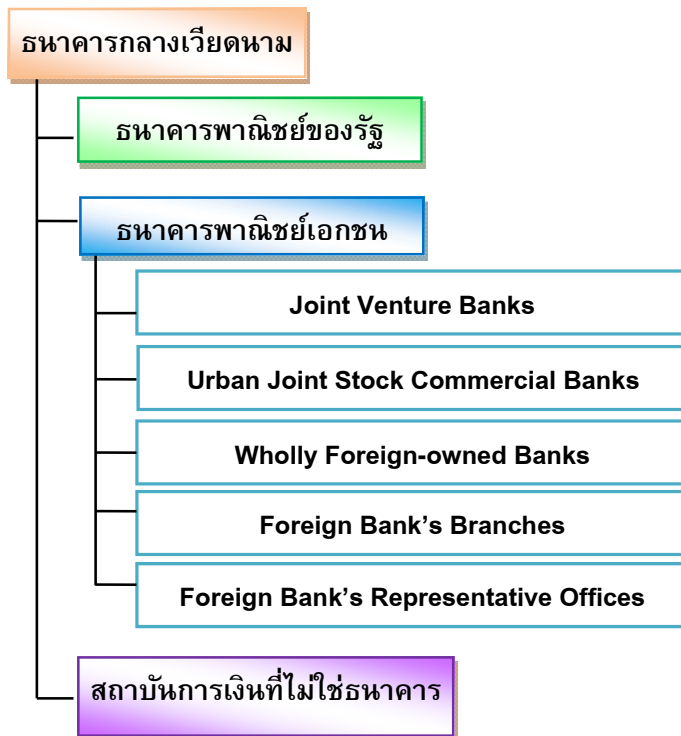 ธนาคารกลางเวียดนาม
ธนาคารพาณิชย์ของรัฐ
ธนาคารพาณิชย์เอกชน
Joint Venture Banks
Urban Joint Stock Commercial Banks
Wholly Foreign-owned Banks
Foreign Bank’s Branches
Foreign Bank’s Representative Offices
สถาบันการเงินที่ไม่ใช่ธนาคาร